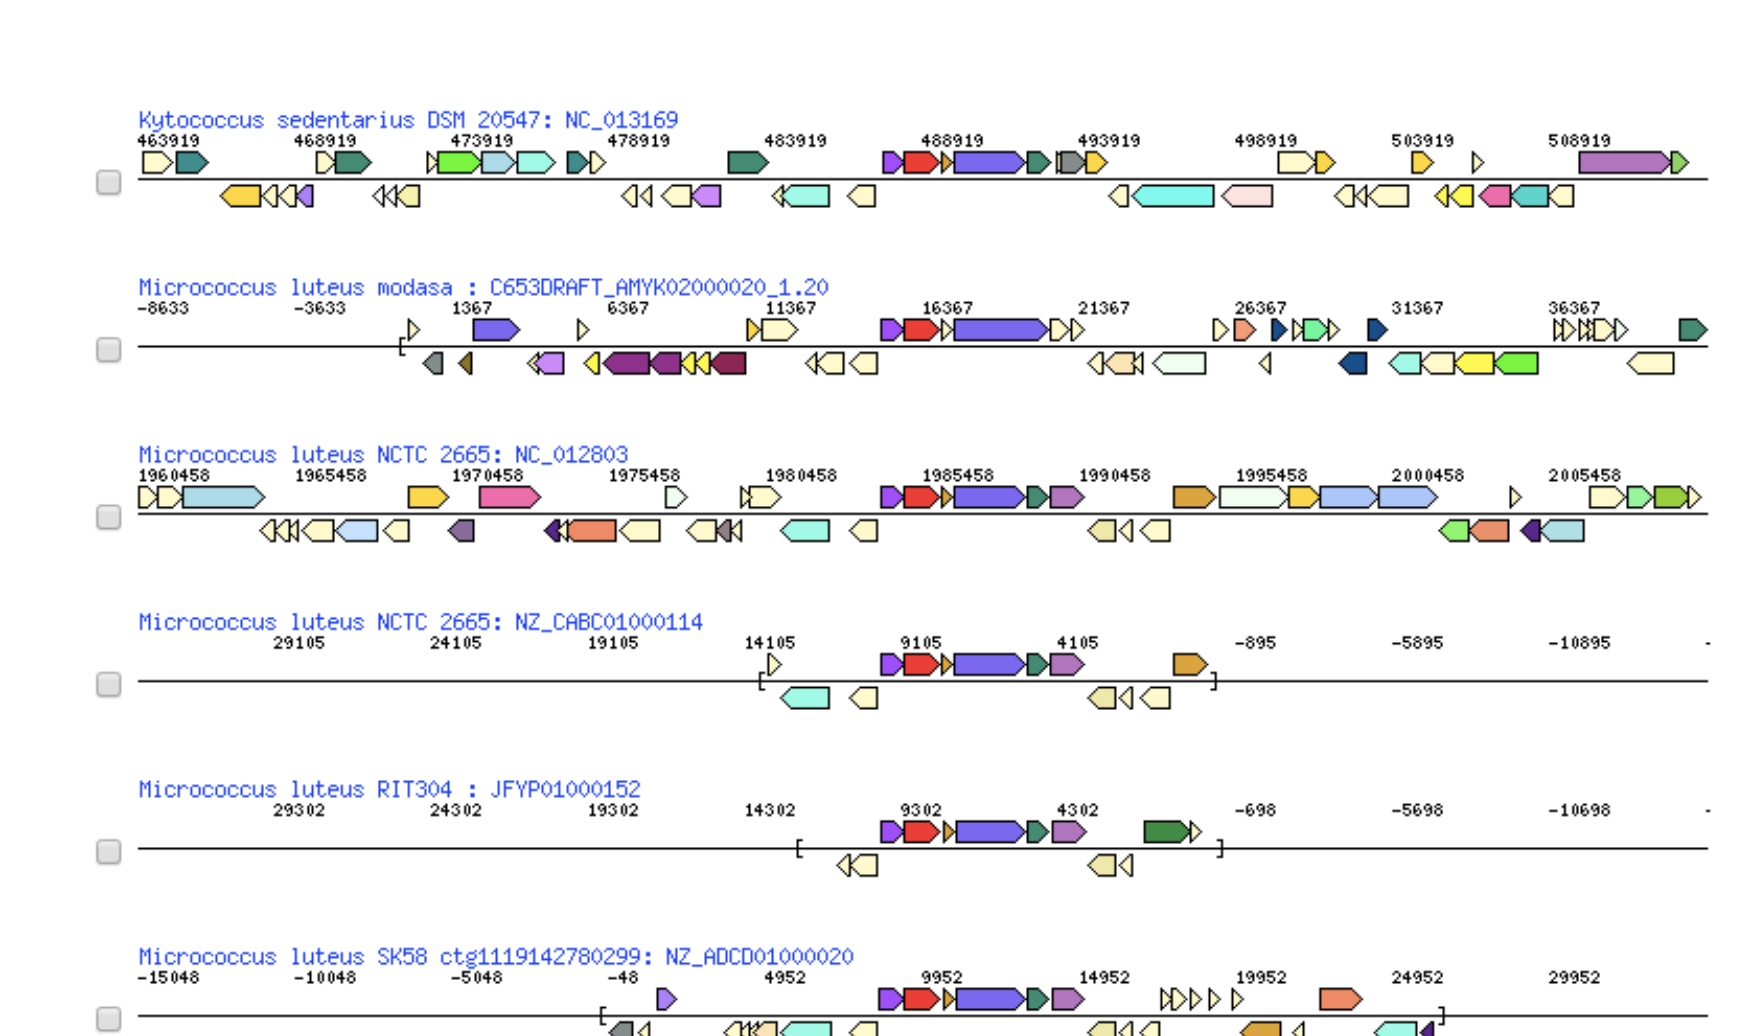 Kytococcus sedentarius DSM 20547: NC_013169
463919 468919 473919 478919 483919 488919 493919 498919 503919 508919
Micrococcus luteus modasa : C653DRAFT_AMYK02000020_1.20
-8633 -3633 1367 6367 11367 16367 21367 26367 31367 36367
Micrococcus luteus NCTC 2665: NC_012803
1960458 1965458 1970458 1975458 1980458 1985458 1990458 1995458 2000458 2005458
Micrococcus luteus NCTC 2665: NZ_CABC01000114
29105 24105 19105 14105 9105 4105 -895 -5895 -10895 -
Micrococcus luteus RIT304 : JFYP01000152
29302 24302 19302 14302 9302 4302 -698 -5698 -10698 -
Micrococcus luteus SK58 ctg1119142780299: NZ_ADCD01000020
-15048 -10048 -5048 -48 4952 9952 14952 19952 24952 29952